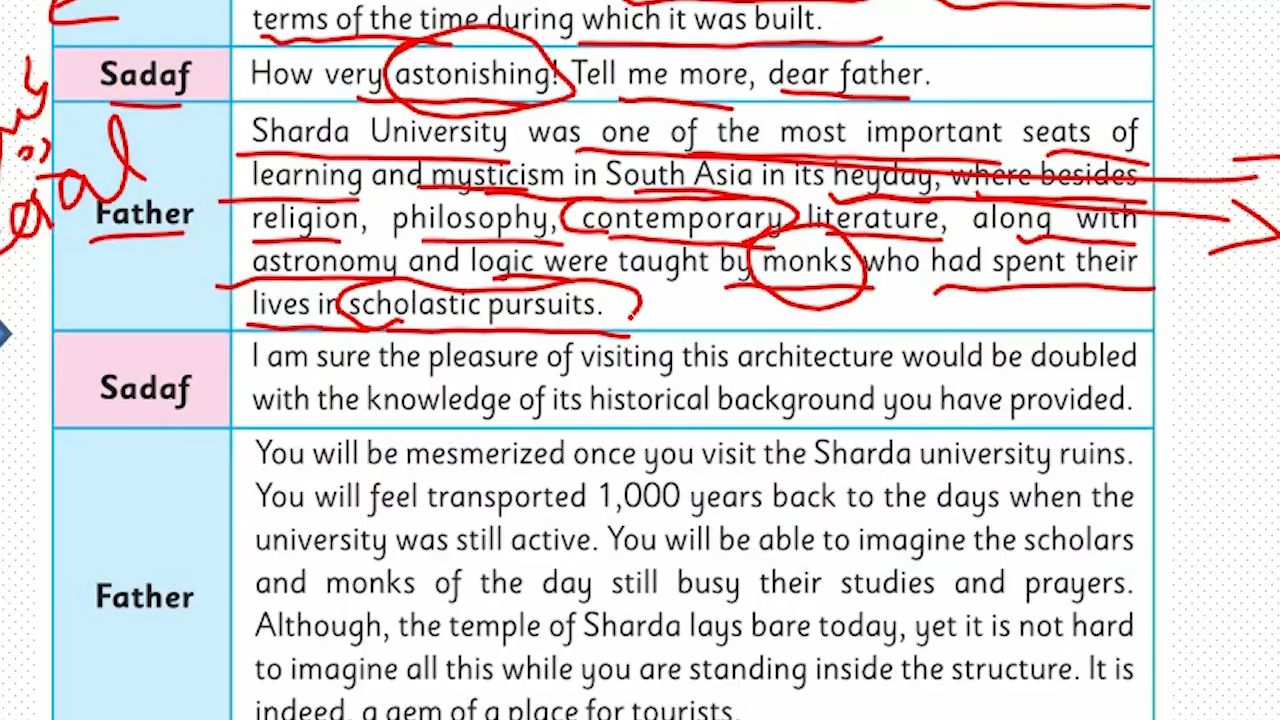 terms of the time during which it was built.
Sadaf
How very astonishing! Tell me more, dear father.
Father
Sharda University was one of the most important seats of
learning and mysticism in South Asia in its heyday, where besides
religion, philosophy, contemporary literature, along with
astronomy and logic were taught by monks who had spent their
lives in scholastic pursuits.
Sadaf
I am sure the pleasure of visiting this architecture would be doubled
with the knowledge of its historical background you have provided.
Father
You will be mesmerized once you visit the Sharda university ruins.
You will feel transported 1,000 years back to the days when the
university was still active. You will be able to imagine the scholars
and monks of the day still busy their studies and prayers.
Although, the temple of Sharda lays bare today, yet it is not hard
to imagine all this while you are standing inside the structure. It is
indeed, a gem of a place for tourists.